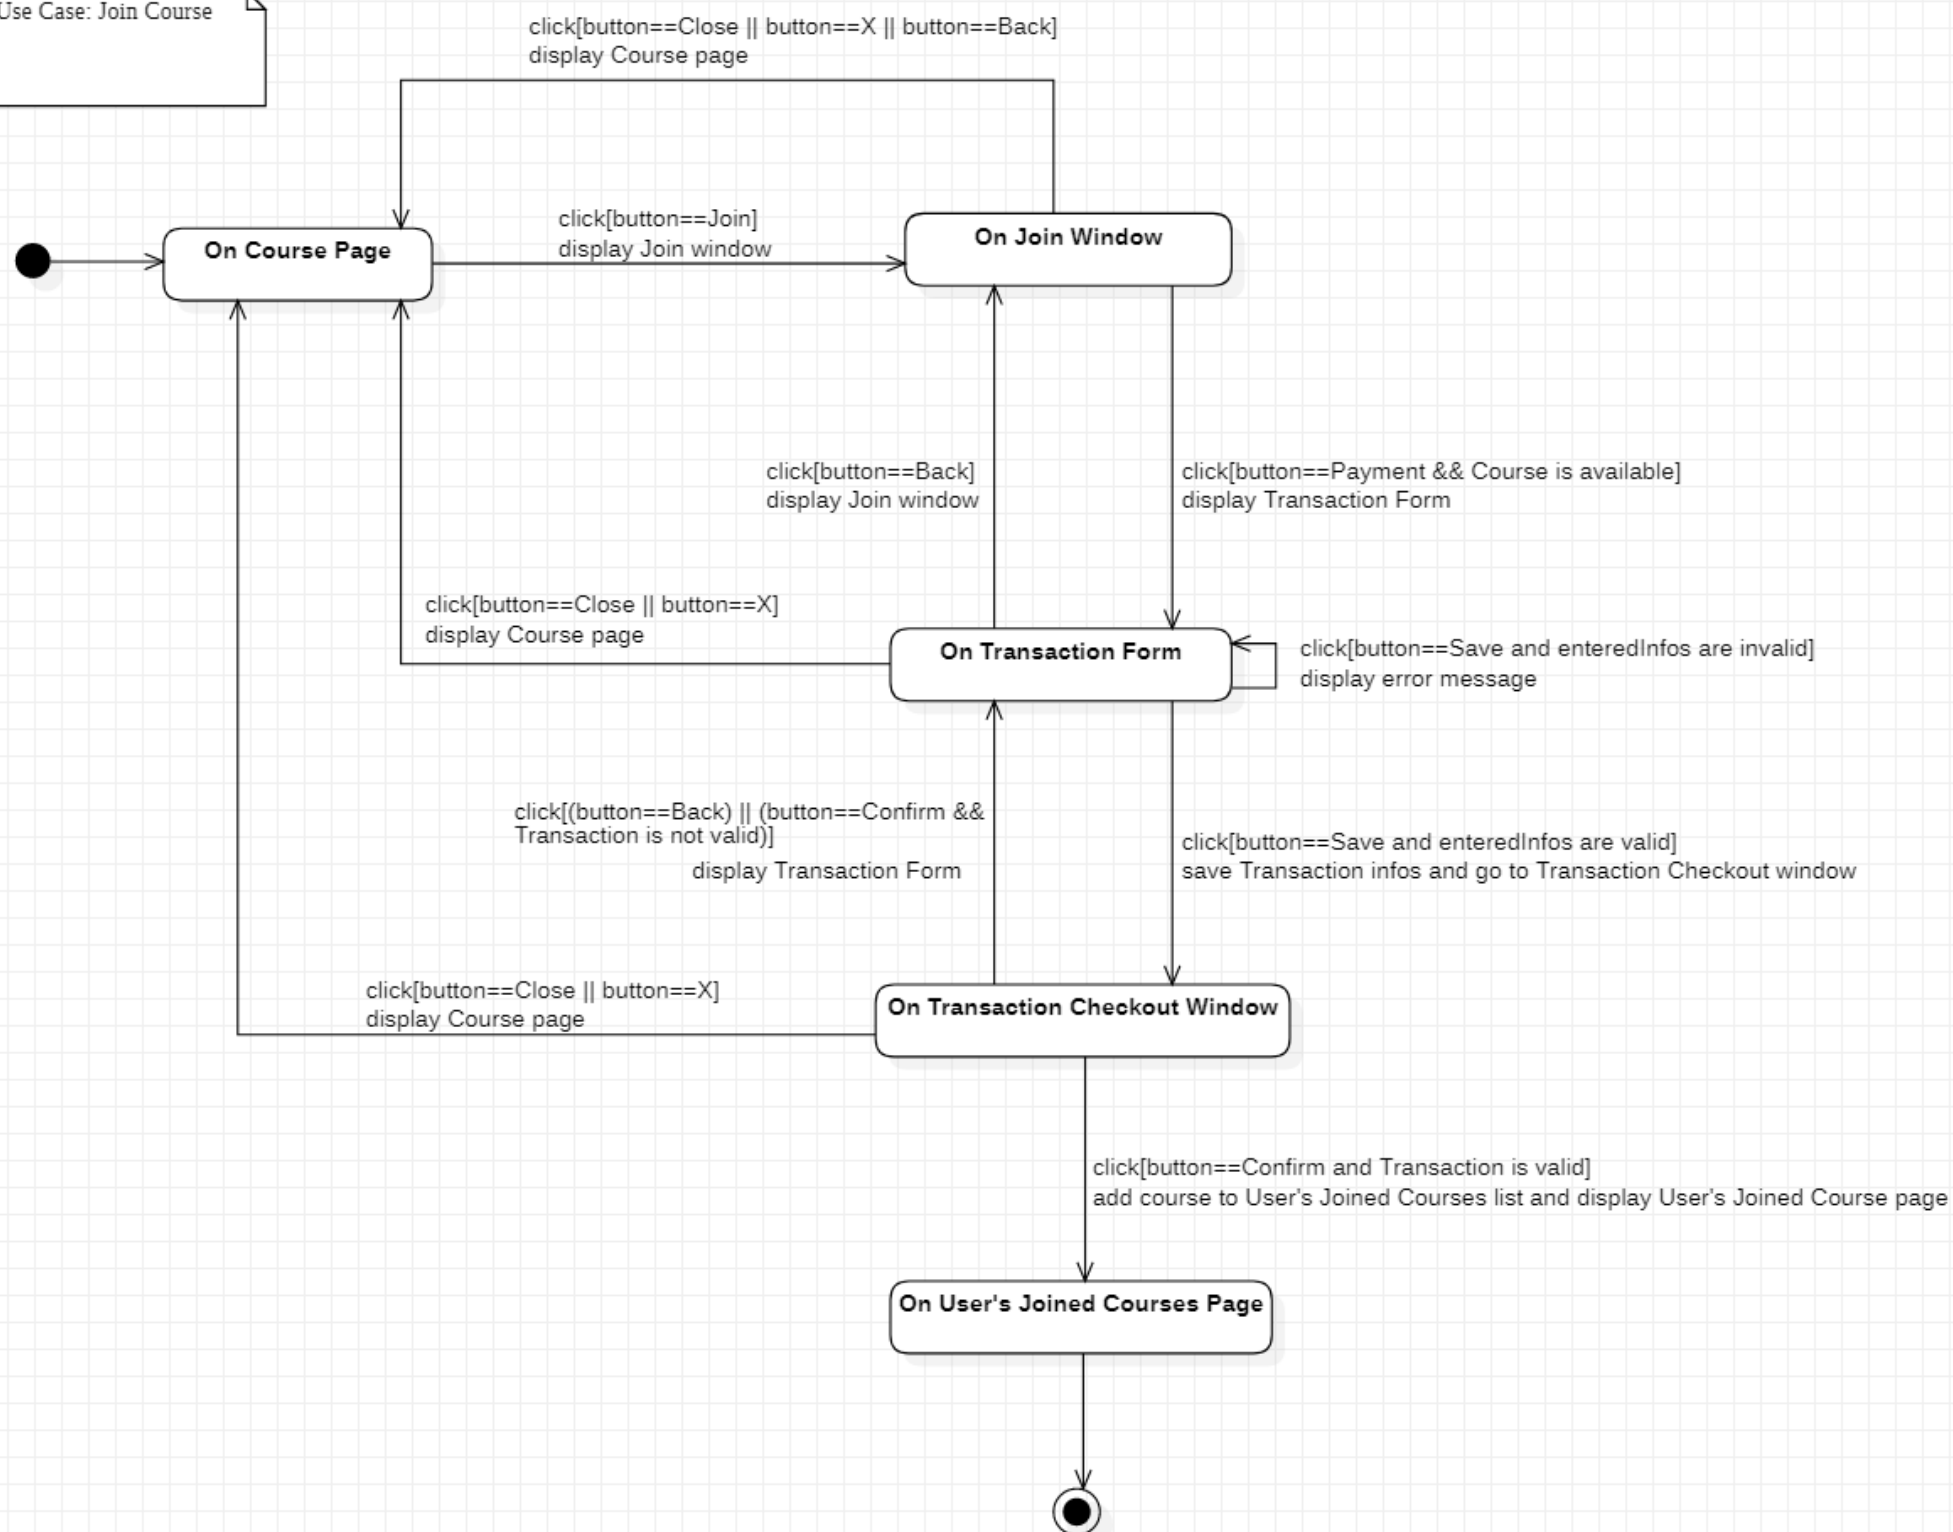 Use Case: Join Course
click[button==Close || button==X || button==Back]
display Course page
click[button==Join]
display Join window
On Course Page
On Join Window
click[button==Back]
display Join window
click[button==Payment && Course is available]
display Transaction Form
click[button==Close || button==X]
display Course page
On Transaction Form
click[button==Save and enteredInfos are invalid]
display error message
click[(button==Back) || (button==Confirm &&
Transaction is not valid)]
display Transaction Form
click[button==Save and enteredInfos are valid]
save Transaction infos and go to Transaction Checkout window
click[button==Close || button==X]
display Course page
On Transaction Checkout Window
click[button==Confirm and Transaction is valid]
add course to User's Joined Courses list and display User's Joined Course page
On User's Joined Courses Page